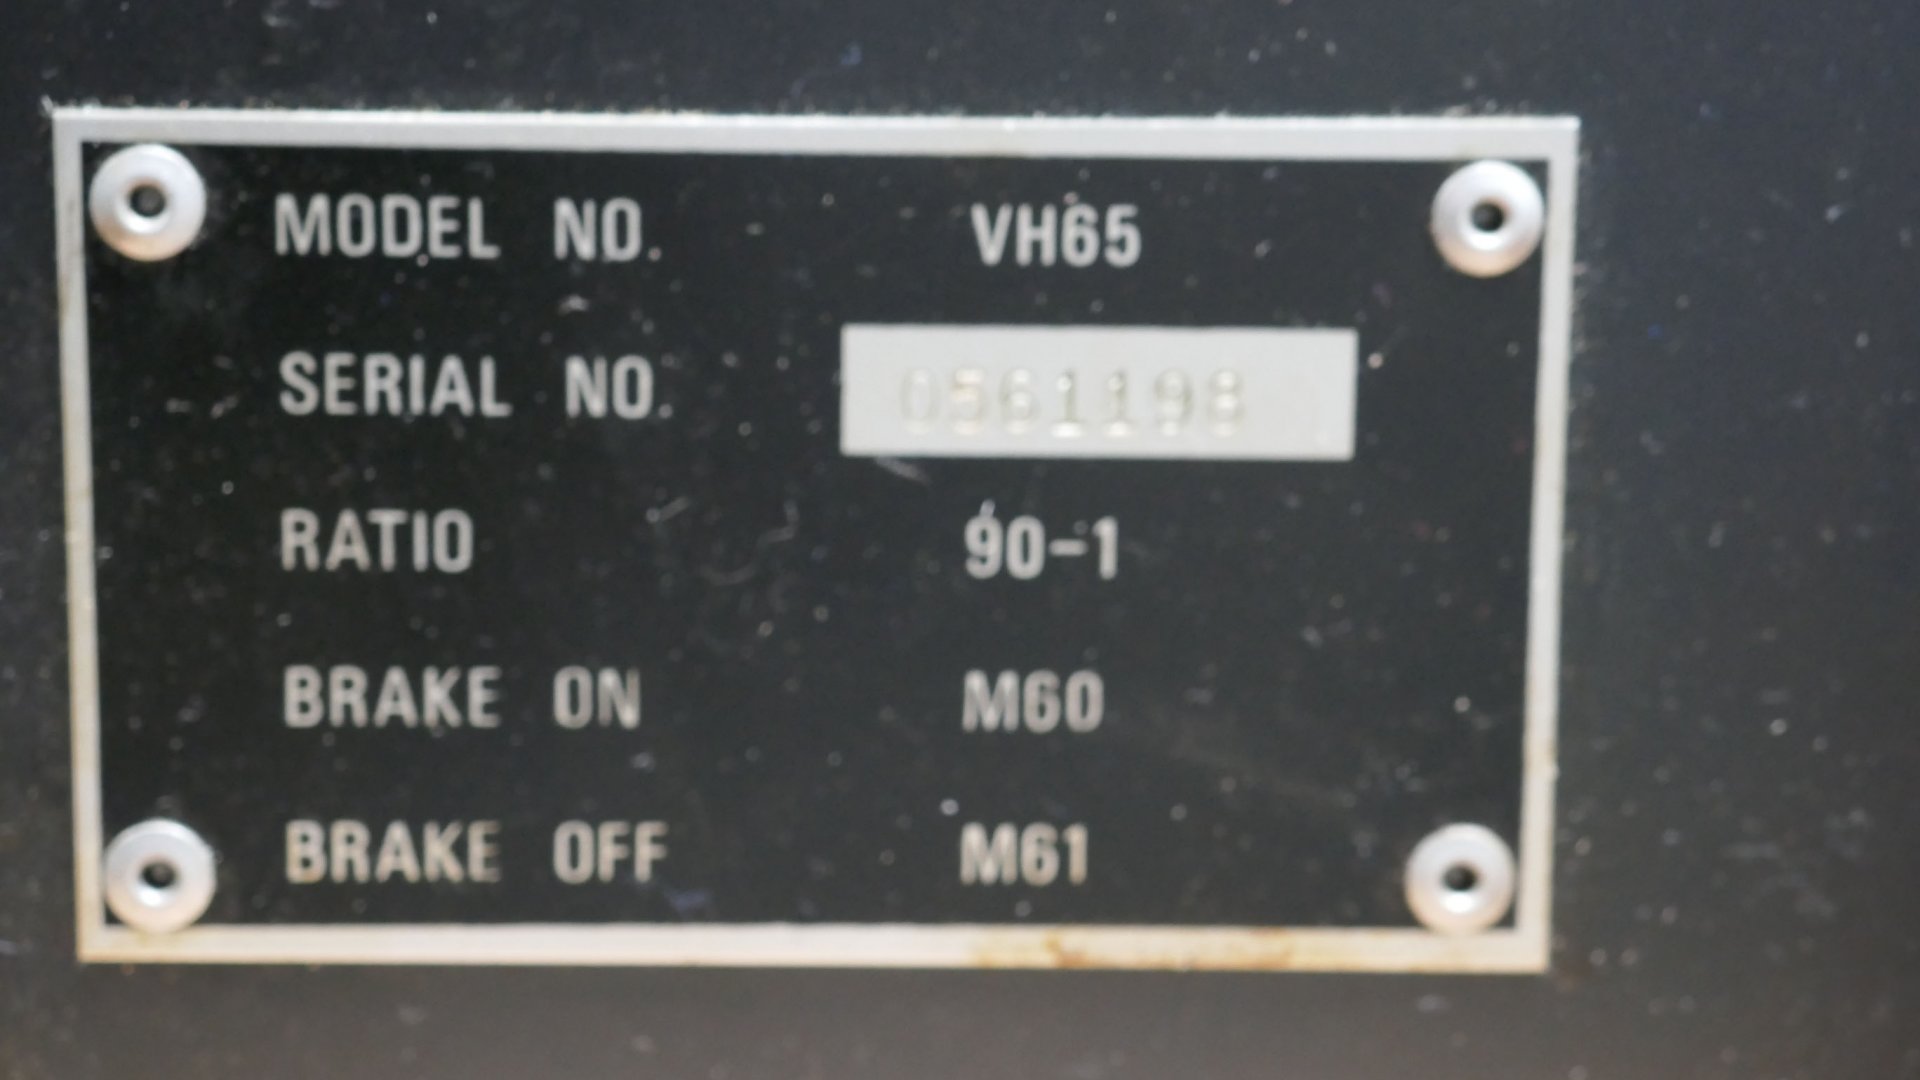 MODEL NO. VH65
SERIAL NO. 0561198
RATIO 90-1
BRAKE ON M60
BRAKE OFF M61